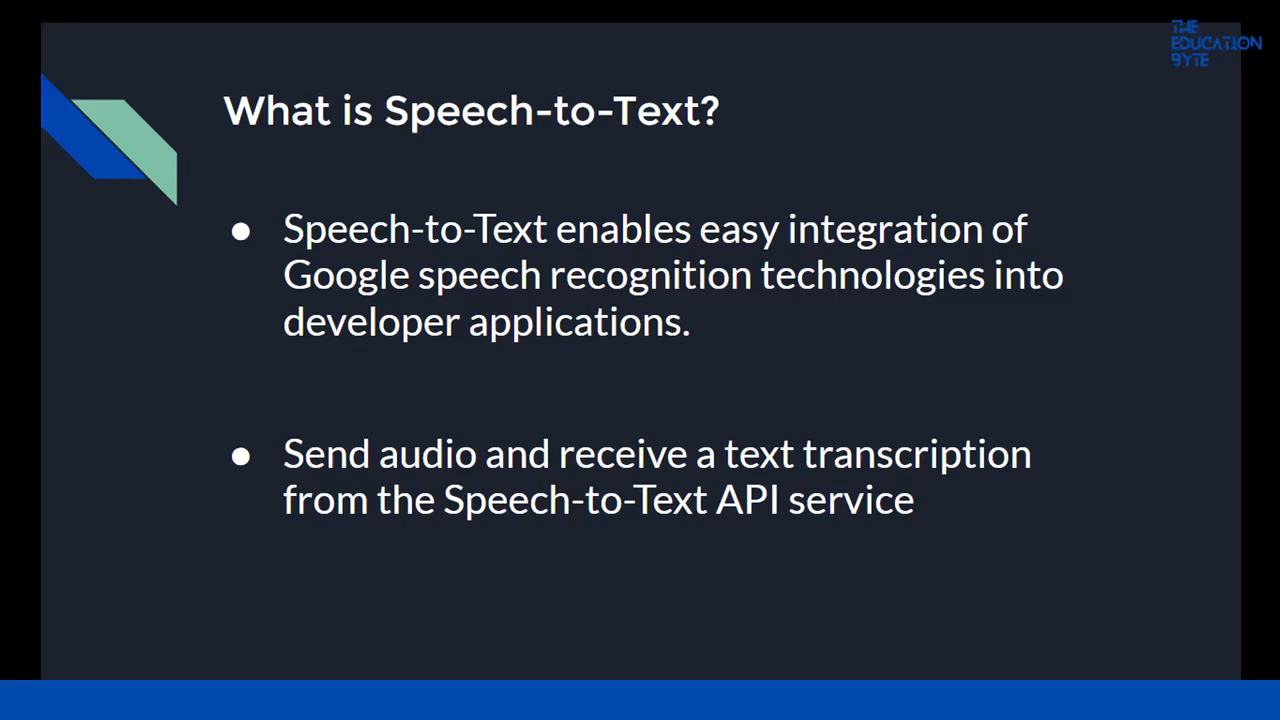 THE
EDUCATION
BYTE
What is Speech-to-Text?
● Speech-to-Text enables easy integration of
Google speech recognition technologies into
developer applications.
● Send audio and receive a text transcription
from the Speech-to-Text API service